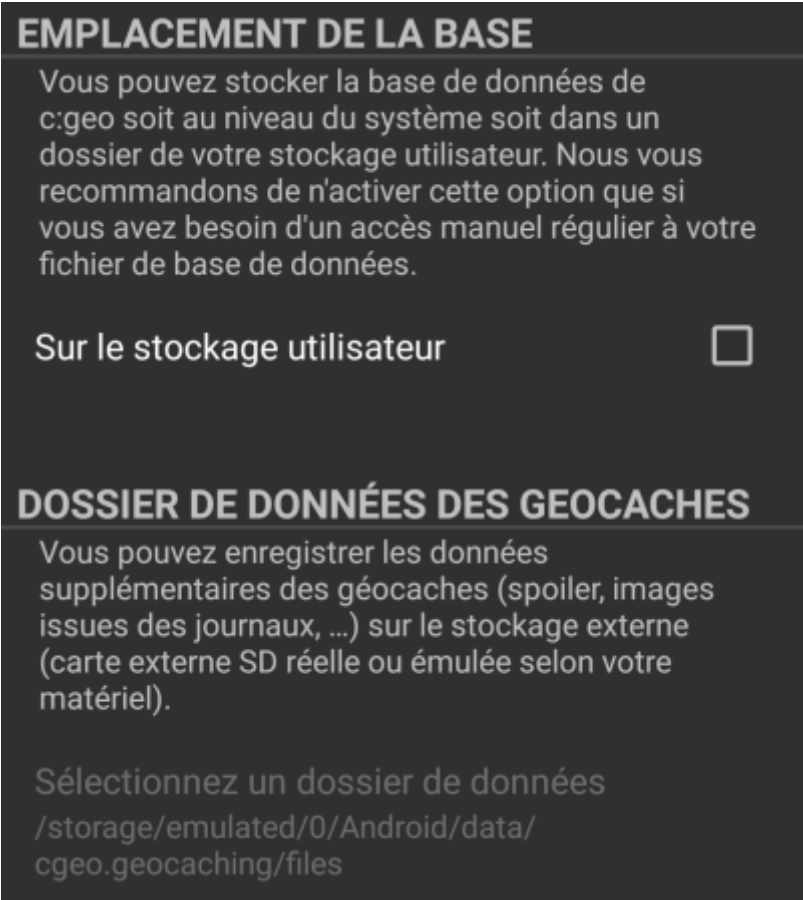 EMPLACEMENT DE LA BASE
Vous pouvez stocker la base de données de
c:geo soit au niveau du système soit dans un
dossier de votre stockage utilisateur. Nous vous
recommandons de n'activer cette option que si
vous avez besoin d'un accès manuel régulier à votre
fichier de base de données.
Sur le stockage utilisateur
DOSSIER DE DONNÉES DES GEOCACHES
Vous pouvez enregistrer les données
supplémentaires des géocaches (spoiler, images
issues des journaux, …) sur le stockage externe
(carte externe SD réelle ou émulée selon votre
matériel).
Sélectionnez un dossier de données
/storage/emulated/0/Android/data/
cgeo.geocaching/files